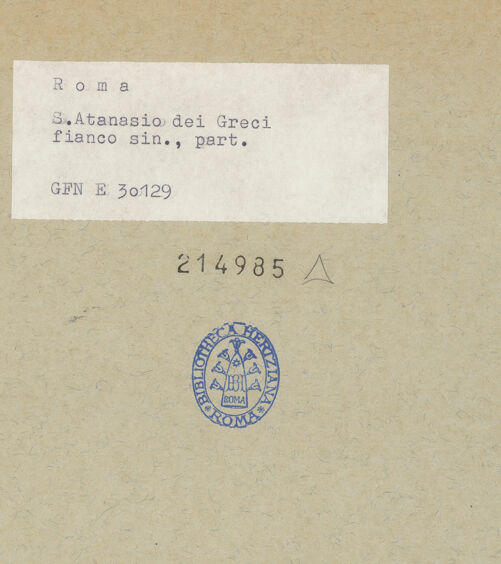 Roma
S.Atanasio dei Greci
fianco sin., part.
GFN E 30129
214985
BIBLIOTHECA HERTZIANA
ROMA
* ROMA *